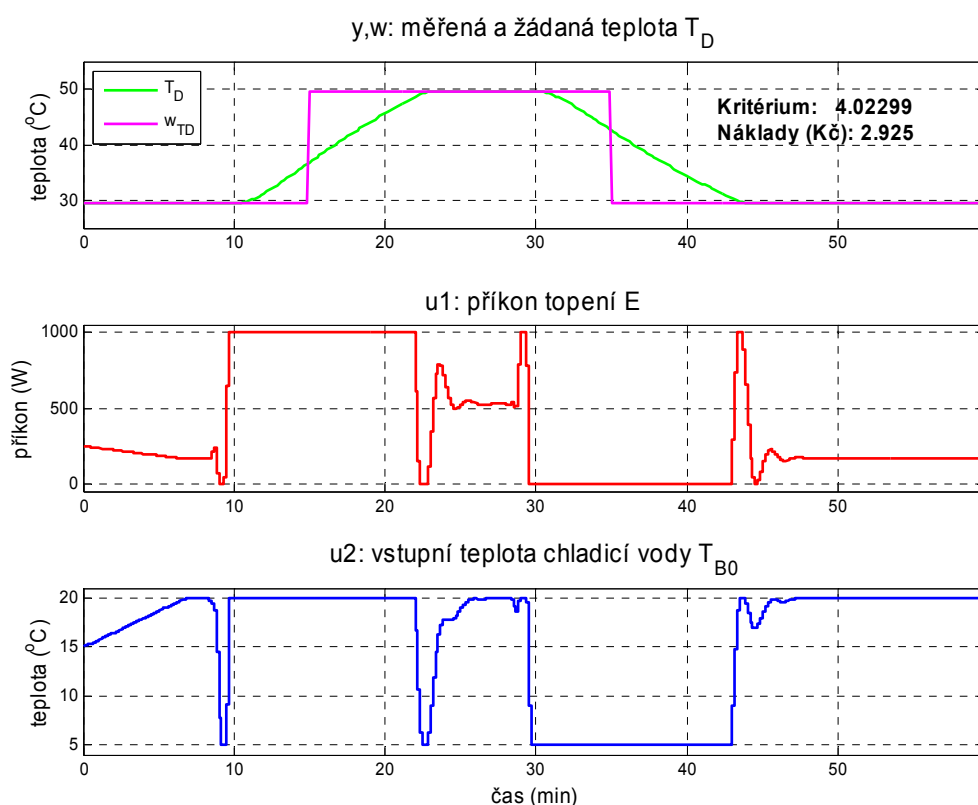 y,w: měřená a žádaná teplota T_D
teplota (°C)
50
40
30
T_D
w_TD
Kritérium: 4.02299
Náklady (Kč): 2.925
0 10 20 30 40 50
u1: příkon topení E
příkon (W)
1000
500
0
0 10 20 30 40 50
u2: vstupní teplota chladicí vody T_B0
teplota (°C)
20
15
10
5
0 10 20 30 40 50
čas (min)